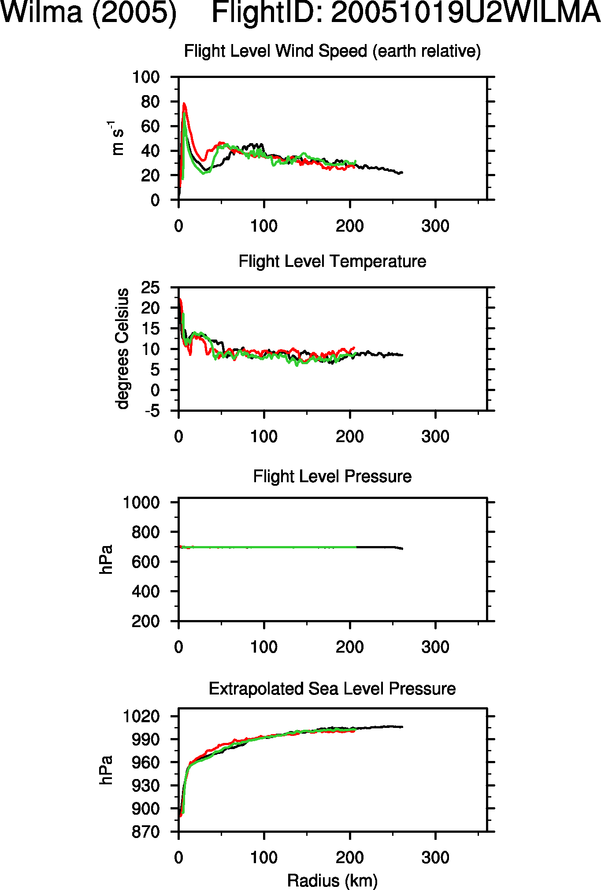 Wilma (2005) FlightID: 20051019U2WILMA
Flight Level Wind Speed (earth relative)
100
80
60
40
20
0
m s-1
0 100 200 300
Flight Level Temperature
25
20
15
10
5
0
-5
degrees Celsius
0 100 200 300
Flight Level Pressure
1000
800
600
400
200
hPa
0 100 200 300
Extrapolated Sea Level Pressure
1020
990
960
930
900
870
hPa
0 100 200 300
Radius (km)